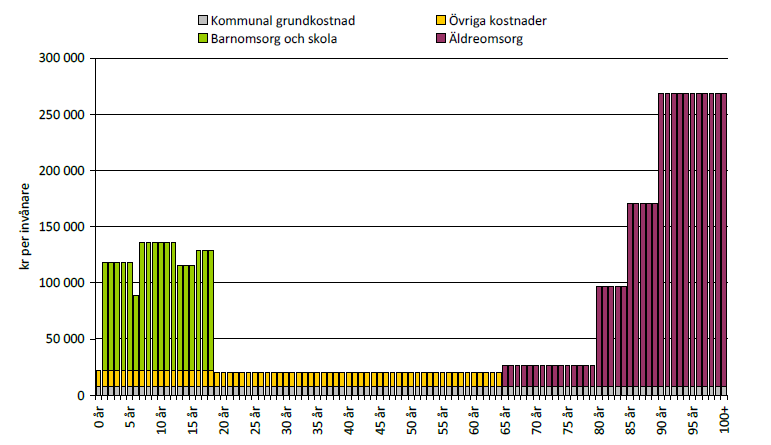 Kommunal grundkostnad
Övriga kostnader
Barnomsorg och skola
Äldreomsorg
300 000
250 000
200 000
150 000
100 000
50 000
0
kr per invånare
0 år
5 år
10 år
15 år
20 år
25 år
30 år
35 år
40 år
45 år
50 år
55 år
60 år
65 år
70 år
75 år
80 år
85 år
90 år
95 år
100+